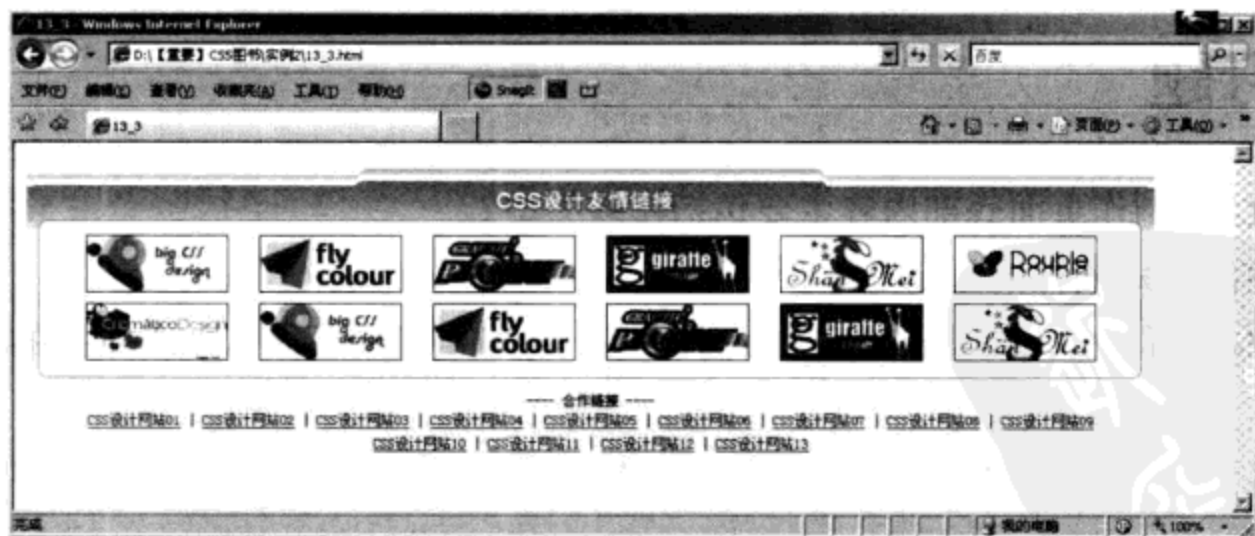 13_3 - Windows Internet Explorer
D:\【重要】CSS图书\实例2\13_3.html
百度
文件(F) 编辑(E) 查看(V) 收藏夹(A) 工具(T) 帮助(H) SnagIt
13_3
页面(P) 工具(O)
CSS设计友情链接
big CSS design
fly colour
giraffe
Shan Mei
Double
CromáticoDesign
big CSS design
fly colour
giraffe
Shan Mei
---- 合作链接 ----
CSS设计网站01 | CSS设计网站02 | CSS设计网站03 | CSS设计网站04 | CSS设计网站05 | CSS设计网站06 | CSS设计网站07 | CSS设计网站08 | CSS设计网站09
CSS设计网站10 | CSS设计网站11 | CSS设计网站12 | CSS设计网站13
完成 我的电脑 100%